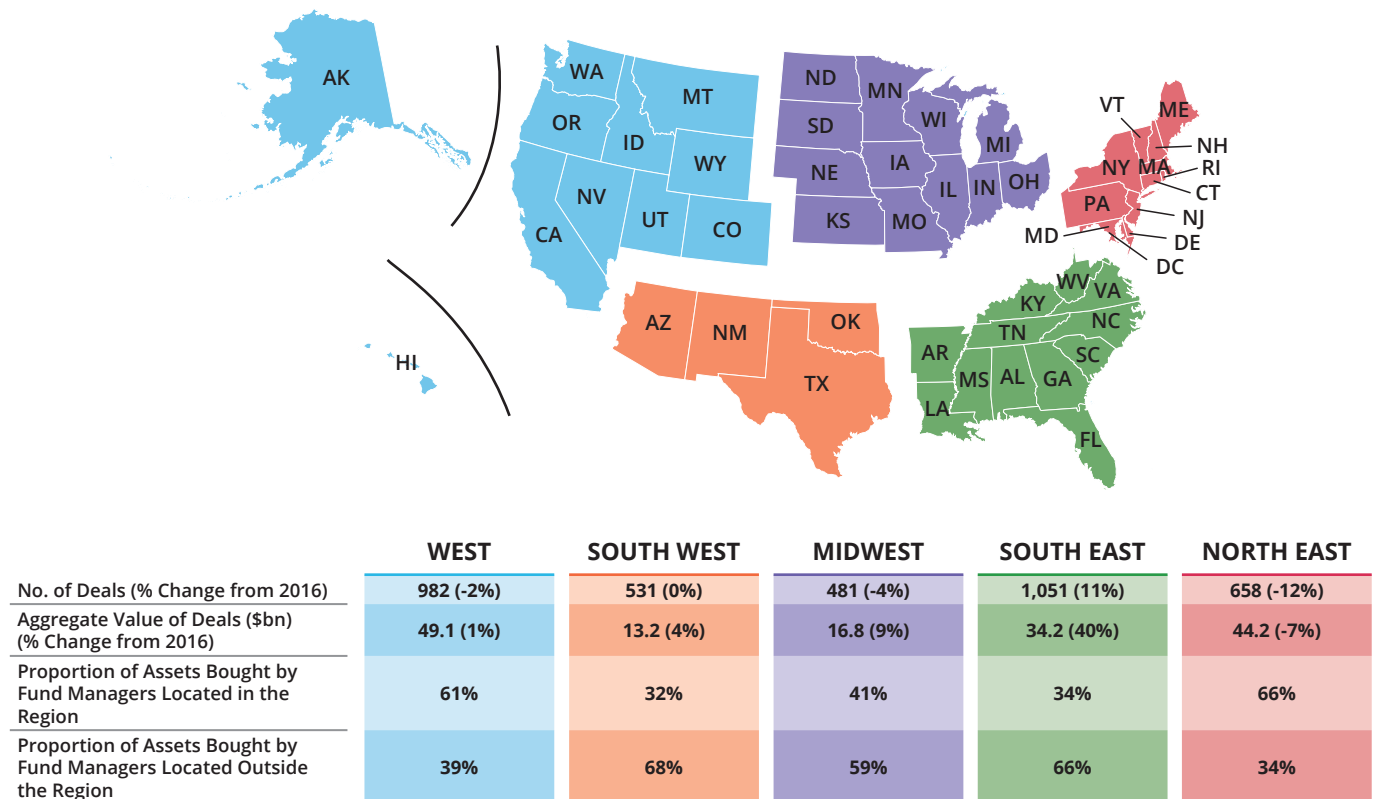 AK
WA
MT
OR
ID
WY
NV
UT
CO
CA
HI
ND
MN
SD
WI
MI
NE
IA
IL
IN
OH
KS
MO
VT
ME
NH
NY
MA
RI
CT
PA
NJ
MD
DE
DC
AZ
NM
OK
TX
WV
VA
KY
NC
TN
AR
SC
MS
AL
GA
LA
FL
WEST SOUTH WEST MIDWEST SOUTH EAST NORTH EAST
No. of Deals (% Change from 2016) 982 (-2%) 531 (0%) 481 (-4%) 1,051 (11%) 658 (-12%)
Aggregate Value of Deals ($bn)
(% Change from 2016) 49.1 (1%) 13.2 (4%) 16.8 (9%) 34.2 (40%) 44.2 (-7%)
Proportion of Assets Bought by
Fund Managers Located in the
Region 61% 32% 41% 34% 66%
Proportion of Assets Bought by
Fund Managers Located Outside
the Region 39% 68% 59% 66% 34%